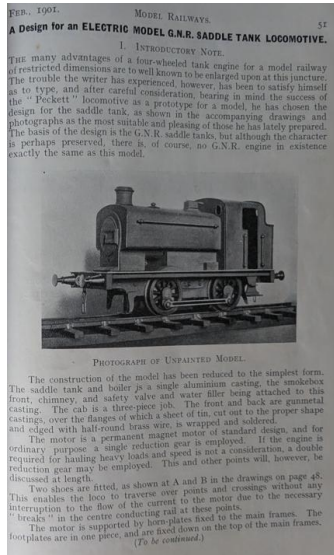 FEB., 1901.
MODEL RAILWAYS.
51
A Design for an ELECTRIC MODEL G.N.R. SADDLE TANK LOCOMOTIVE.
I. INTRODUCTORY NOTE.
THE many advantages of a four-wheeled tank engine for a model railway
of restricted dimensions are to well known to be enlarged upon at this juncture.
The trouble the writer has experienced, however, has been to satisfy himself
as to type, and after careful consideration, bearing in mind the success of
the "Peckett" locomotive as a prototype for a model, he has chosen the
design for the saddle tank, as shown in the accompanying drawings and
photographs as the most suitable and pleasing of those he has lately prepared.
The basis of the design is the G.N.R. saddle tanks, but although the character
is perhaps preserved, there is, of course, no G.N.R. engine in existence
exactly the same as this model.
PHOTOGRAPH OF UNPAINTED MODEL.
The construction of the model has been reduced to the simplest form.
The saddle tank and boiler is a single aluminium casting, the smokebox
front, chimney, and safety valve and water filler being attached to this
casting. The cab is a three-piece job. The front and back are gunmetal
castings, over the flanges of which a sheet of tin, cut out to the proper shape
and edged with half-round brass wire, is wrapped and soldered.
The motor is a permanent magnet motor of standard design, and for
ordinary purpose a single reduction gear is employed. If the engine is
required for hauling heavy loads and speed is not a consideration, a double
reduction gear may be employed. This and other points will, however, be
discussed at length.
Two shoes are fitted, as shown at A and B in the drawings on page 48.
This enables the loco to traverse over points and crossings without any
interruption to the flow of the current to the motor due to the necessary
"breaks" in the centre conducting rail at these points.
The motor is supported by horn-plates fixed to the main frames. The
footplates are in one piece, and are fixed down on the top of the main frames.
(To be continued.)